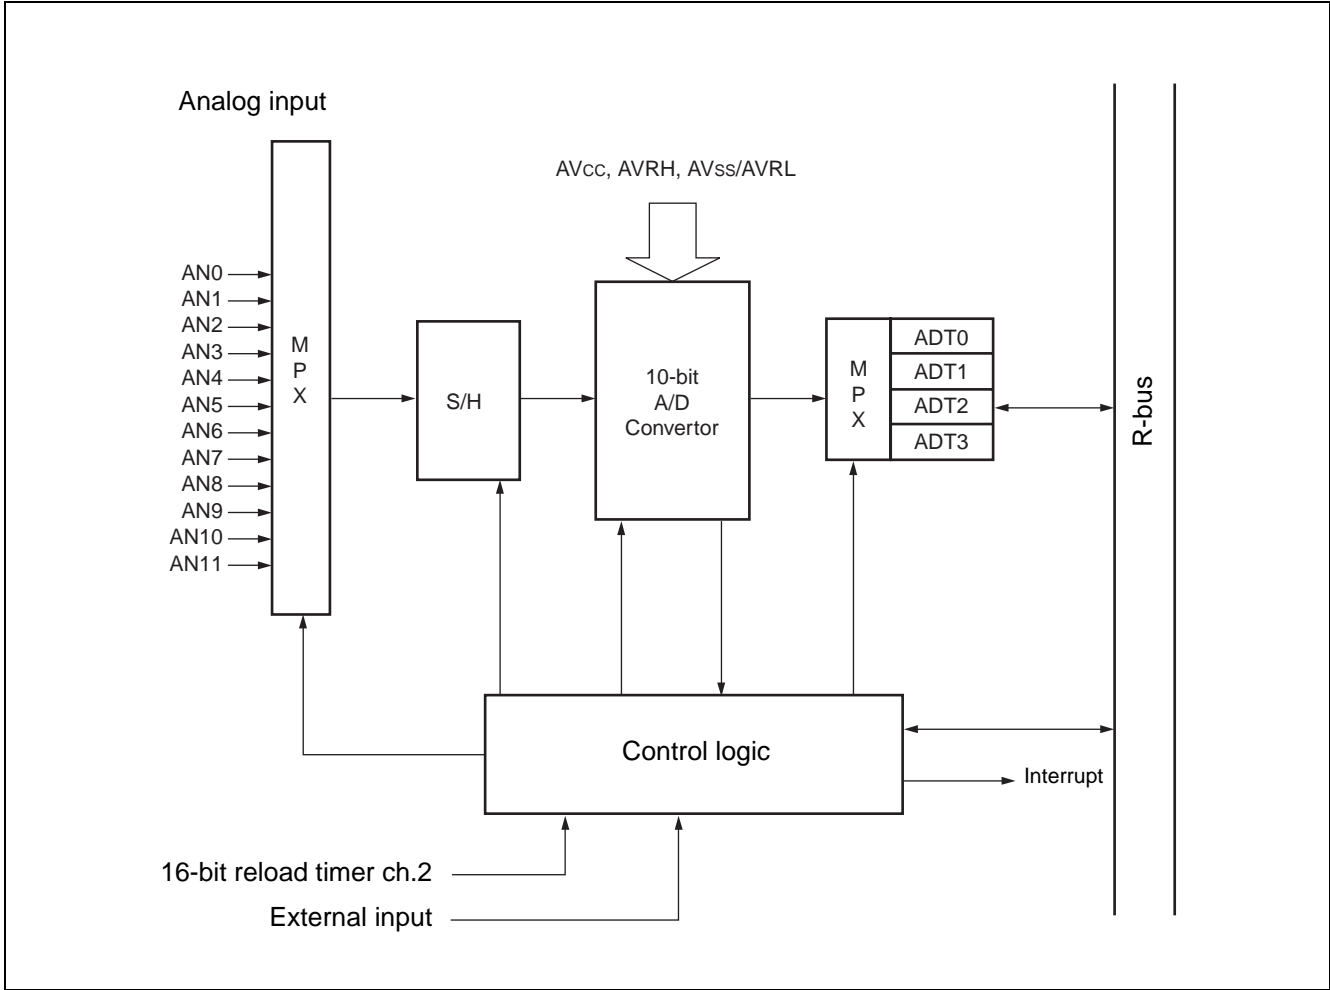 Analog input
AVCC, AVRH, AVSS/AVRL
AN0
AN1
AN2
AN3
AN4
AN5
AN6
AN7
AN8
AN9
AN10
AN11
M
P
X
S/H
10-bit
A/D
Convertor
M
P
X
ADT0
ADT1
ADT2
ADT3
R-bus
Control logic
Interrupt
16-bit reload timer ch.2
External input